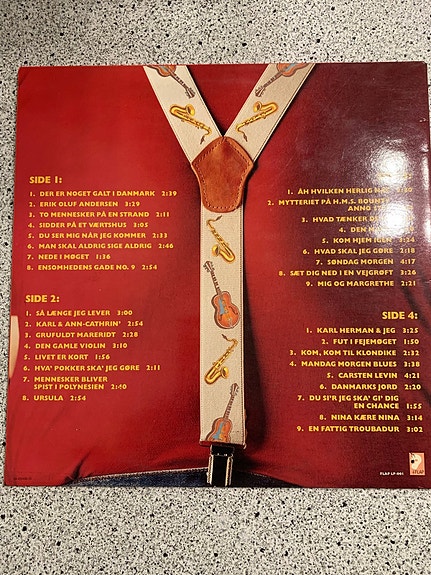 SIDE 1:
1. DER ER NOGET GALT I DANMARK 2:39
2. ERIK OLUF ANDERSEN 3:29
3. TO MENNESKER PÅ EN STRAND 2:11
4. SIDDER PÅ ET VÆRTSHUS 3:05
5. DU SER MIG NÅR JEG KOMMER 2:33
6. MAN SKAL ALDRIG SIGE ALDRIG 2:46
7. NEDE I MØGET 1:36
8. ENSOMHEDENS GADE NO. 9 2:54
SIDE 2:
1. SÅ LÆNGE JEG LEVER 3:00
2. KARL & ANN-CATHRIN' 2:54
3. GRUFULDT MARERIDT 2:28
4. DEN GAMLE VIOLIN 3:10
5. LIVET ER KORT 1:56
6. HVA' POKKER SKA' JEG GØRE 2:11
7. MENNESKER BLIVER
SPIST I POLYNESIEN 2:40
8. URSULA 2:54
1. ÅH HVILKEN HERLIG
2. MYTTERIET PÅ H.M.S. BOUNTY
ANNO
3. HVAD TÆNKER
4. DEN
5. KOM HJEM IGEN 3:24
6. HVAD SKAL JEG GØRE 2:18
7. SØNDAG MORGEN 4:17
8. SÆT DIG NED I EN VEJGRØFT 3:26
9. MIG OG MARGRETHE 2:21
SIDE 4:
1. KARL HERMAN & JEG 3:25
2. FUT I FEJEMØGET 1:50
3. KOM, KOM TIL KLONDIKE 2:32
4. MANDAG MORGEN BLUES 3:38
5. CARSTEN LEVIN 4:21
6. DANMARKS JORD 2:20
7. DU SI'R JEG SKA' GI' DIG
EN CHANCE 1:55
8. NINA KÆRE NINA 3:14
9. EN FATTIG TROUBADUR 3:02
FLAP LP-001